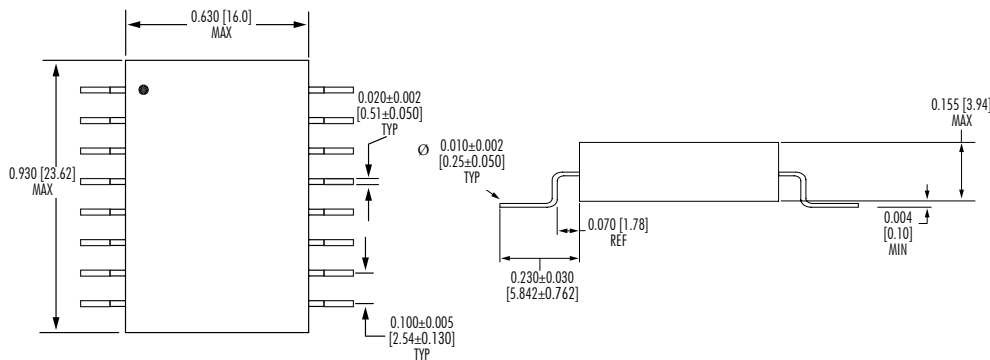 0.630 [16.0]
MAX
0.020±0.002
[0.51±0.050]
TYP
0.930 [23.62]
MAX
0.100±0.005
[2.54±0.130]
TYP
Ø 0.010±0.002
[0.25±0.050]
TYP
0.155 [3.94]
MAX
0.070 [1.78]
REF
0.004
[0.10]
MIN
0.230±0.030
[5.842±0.762]